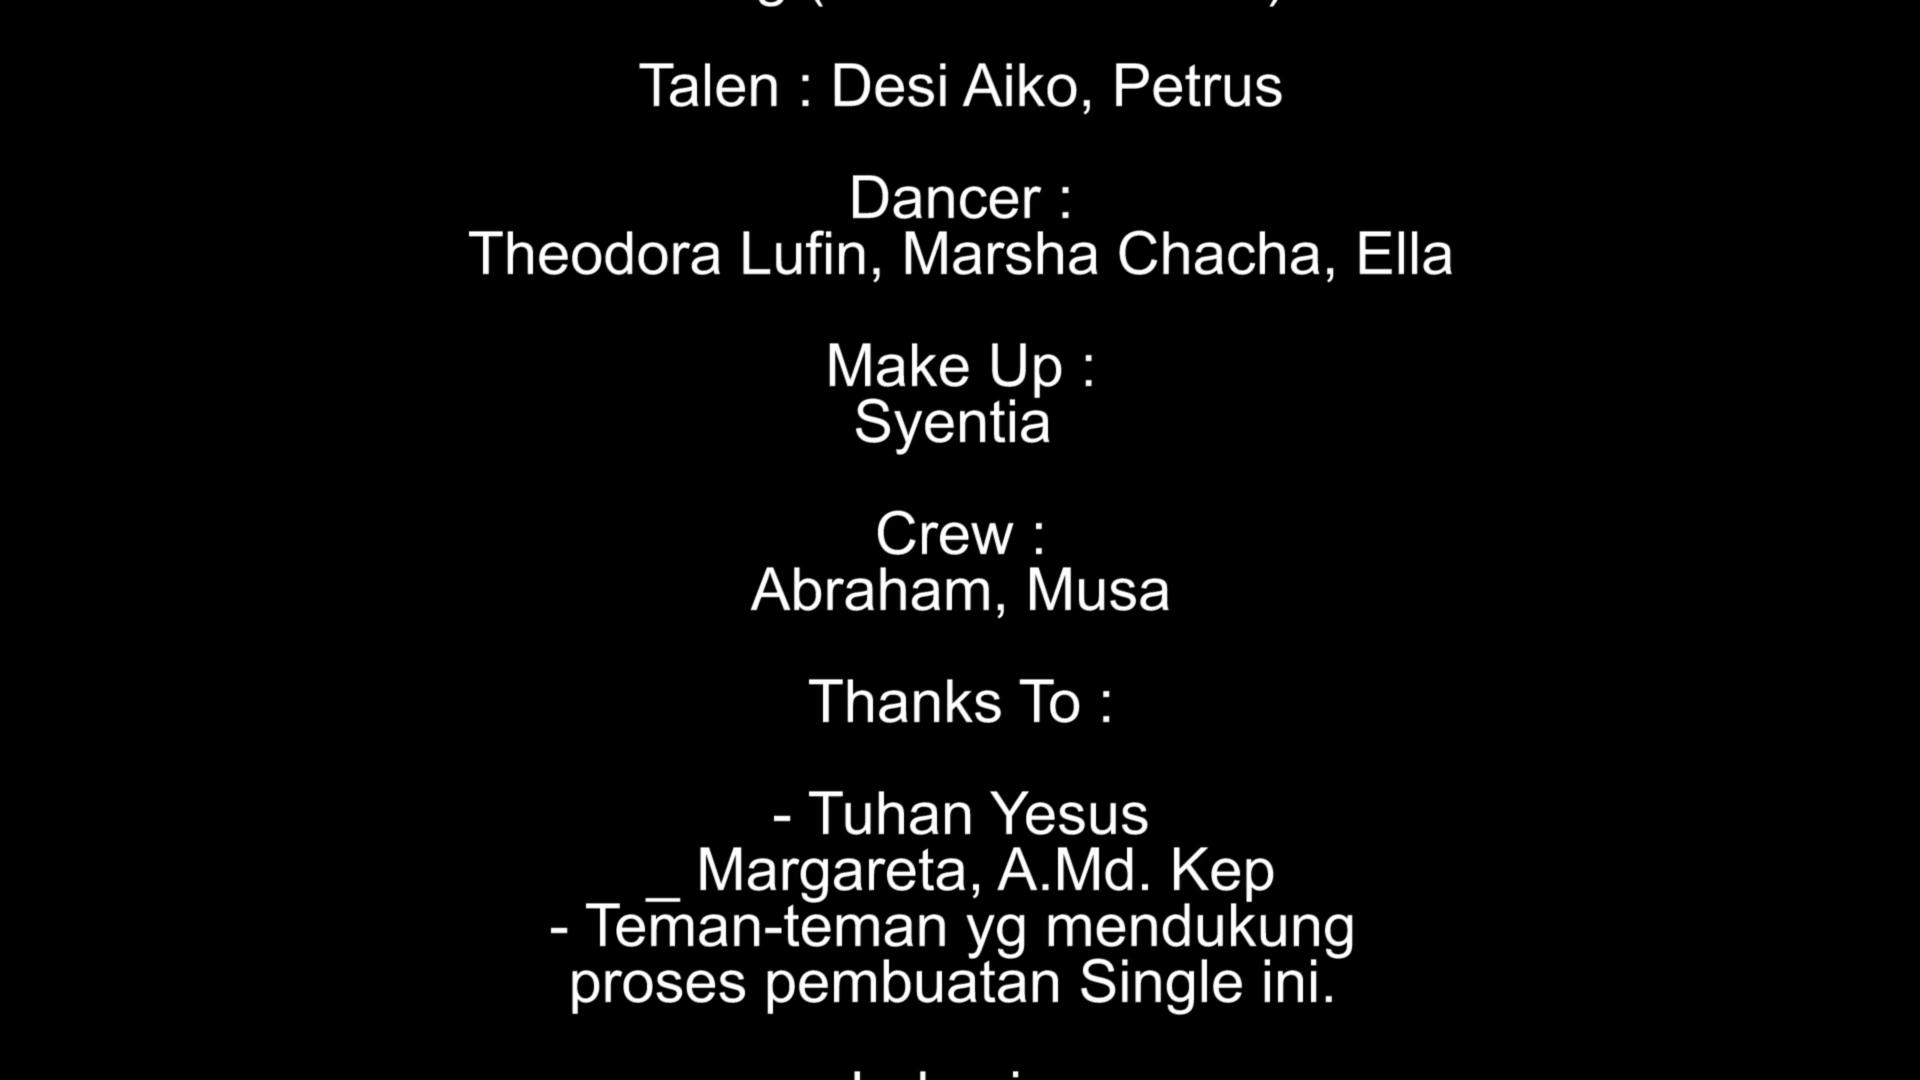 Talen : Desi Aiko, Petrus
Dancer :
Theodora Lufin, Marsha Chacha, Ella
Make Up :
Syentia
Crew :
Abraham, Musa
Thanks To :
- Tuhan Yesus
_ Margareta, A.Md. Kep
- Teman-teman yg mendukung
proses pembuatan Single ini.